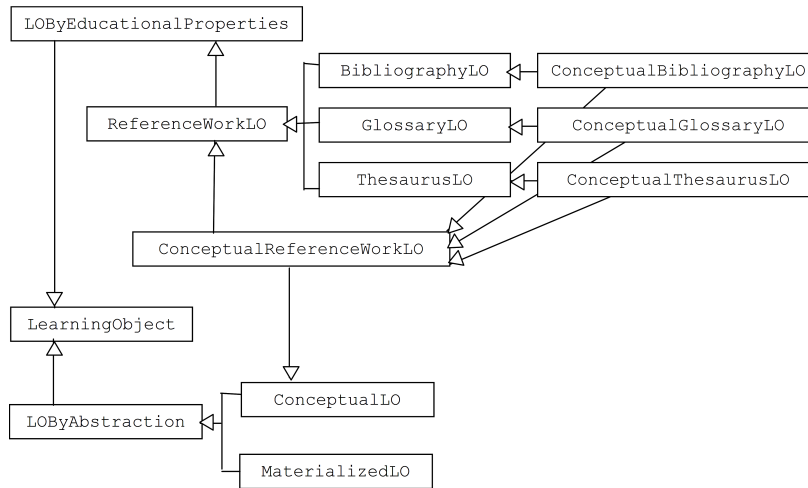 LOByEducationalProperties
BibliographyLO
ConceptualBibliographyLO
ReferenceWorkLO
GlossaryLO
ConceptualGlossaryLO
ThesaurusLO
ConceptualThesaurusLO
ConceptualReferenceWorkLO
LearningObject
ConceptualLO
LOByAbstraction
MaterializedLO